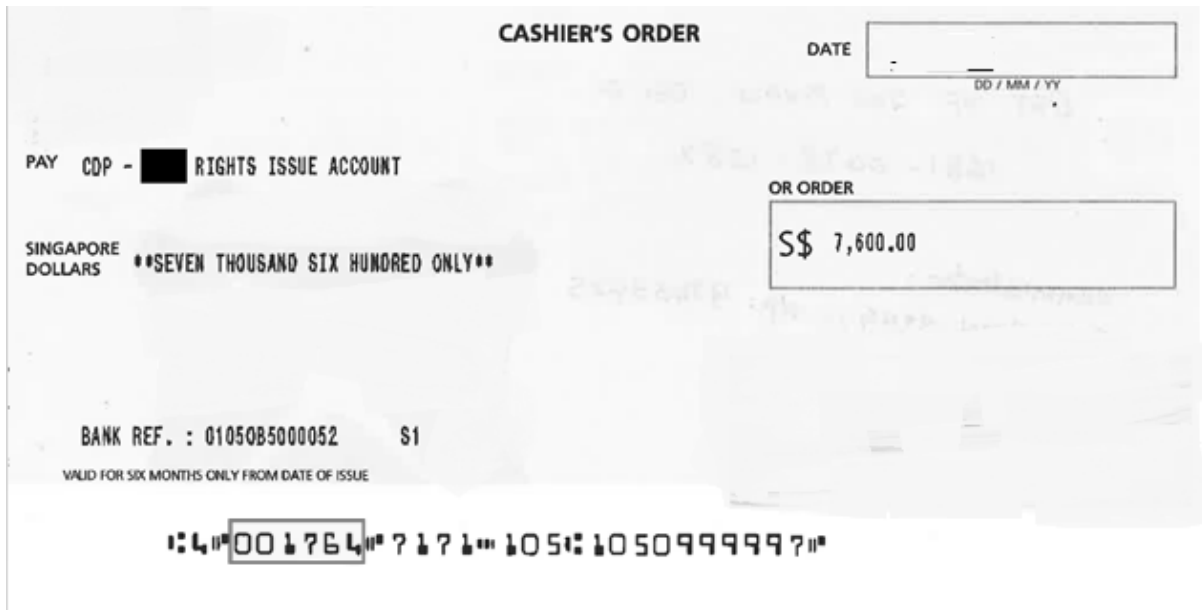 CASHIER'S ORDER
DATE
DD / MM / YY
PAY CDP - RIGHTS ISSUE ACCOUNT
OR ORDER
SINGAPORE DOLLARS **SEVEN THOUSAND SIX HUNDRED ONLY**
S$ 7,600.00
BANK REF. : 01050B5000052 S1
VALID FOR SIX MONTHS ONLY FROM DATE OF ISSUE
⑆4⑈001764⑈7171⑉105⑆1050999997⑈